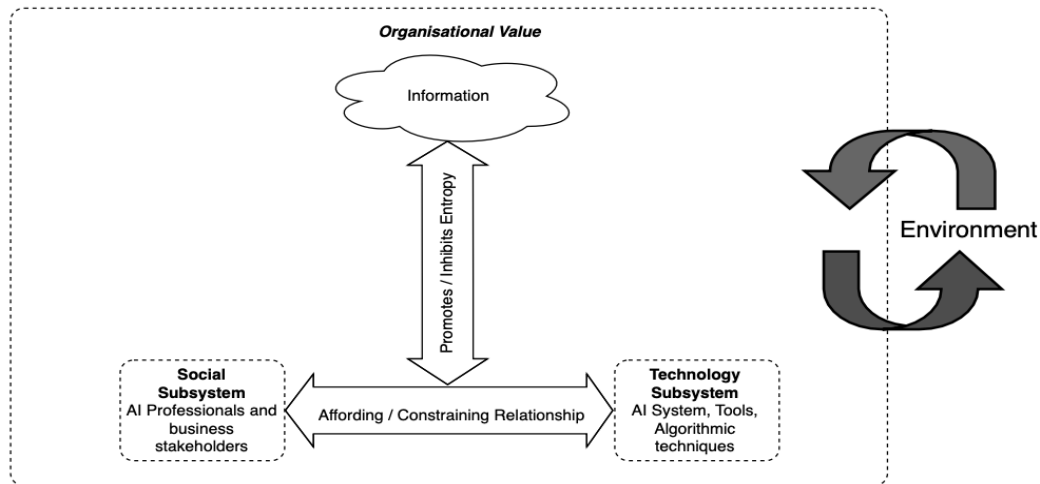 Organisational Value
Information
Promotes / Inhibits Entropy
Environment
Social
Subsystem
AI Professionals and
business
stakeholders
Affording / Constraining Relationship
Technology
Subsystem
AI System, Tools,
Algorithmic
techniques